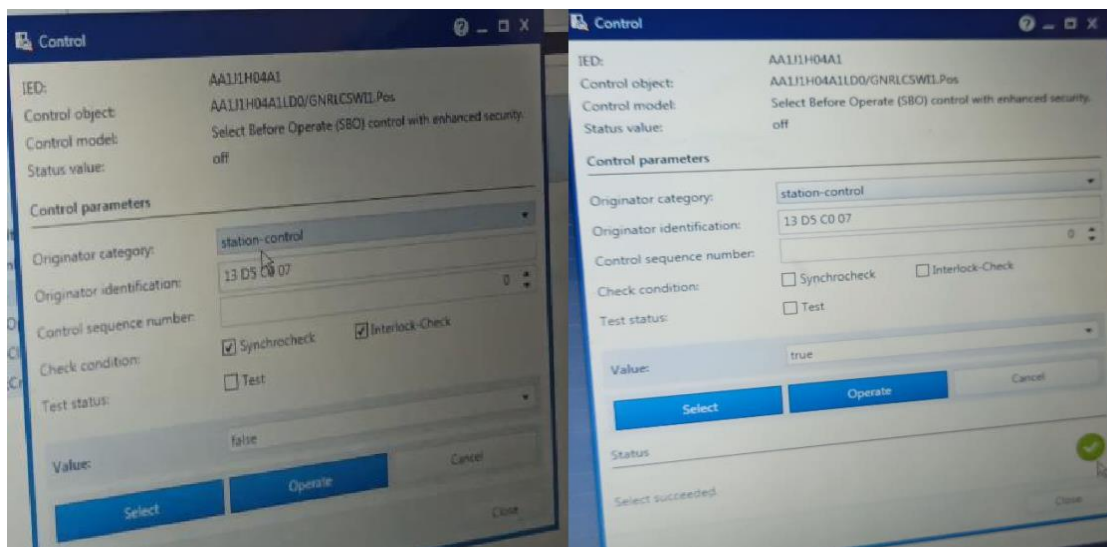 Control
IED: AA1J1H04A1
Control object: AA1J1H04A1LD0/GNRLCSWI1.Pos
Control model: Select Before Operate (SBO) control with enhanced security.
Status value: off
Control parameters
Originator category: station-control
Originator identification: 13 D5 C0 07
Control sequence number: 0
Check condition: Synchrocheck Interlock-Check
Test status: Test
Value: false
Select Operate Cancel
Close
Control
IED: AA1J1H04A1
Control object: AA1J1H04A1LD0/GNRLCSWI1.Pos
Control model: Select Before Operate (SBO) control with enhanced security.
Status value: off
Control parameters
Originator category: station-control
Originator identification: 13 D5 C0 07
Control sequence number: 0
Check condition: Synchrocheck Interlock-Check
Test status: Test
Value: true
Select Operate Cancel
Status
Select succeeded.
Close